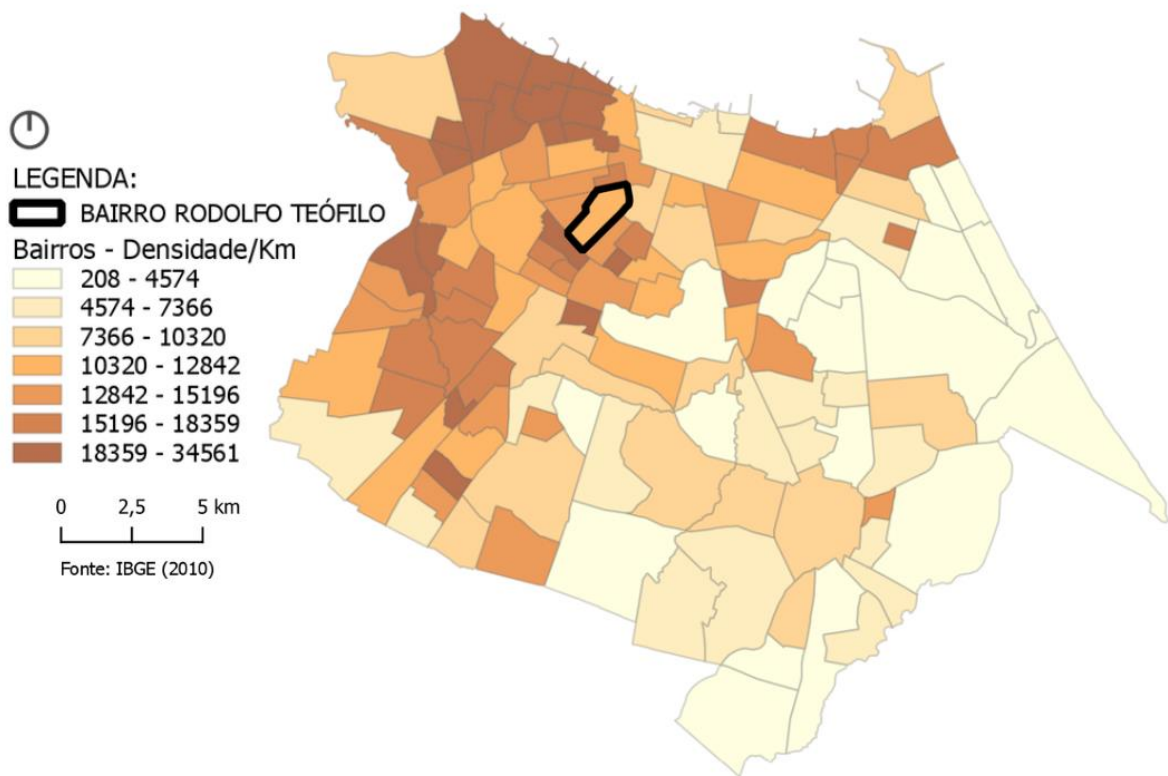 LEGENDA:
BAIRRO RODOLFO TEÓFILO
Bairros - Densidade/Km
208 - 4574
4574 - 7366
7366 - 10320
10320 - 12842
12842 - 15196
15196 - 18359
18359 - 34561
0 2,5 5 km
Fonte: IBGE (2010)